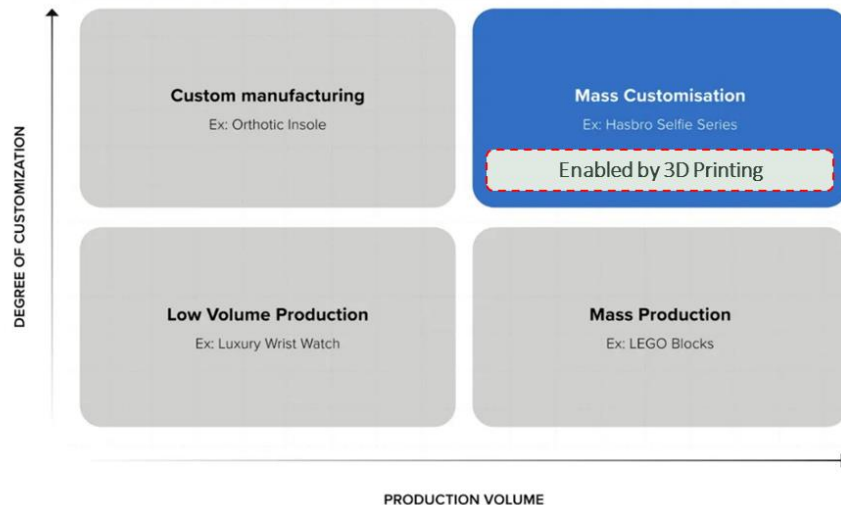 DEGREE OF CUSTOMIZATION
Custom manufacturing
Ex: Orthotic Insole
Mass Customisation
Ex: Hasbro Selfie Series
Enabled by 3D Printing
Low Volume Production
Ex: Luxury Wrist Watch
Mass Production
Ex: LEGO Blocks
PRODUCTION VOLUME